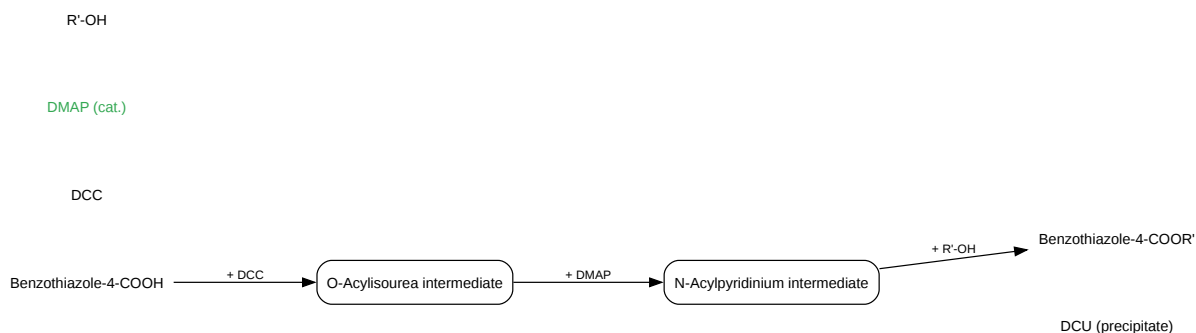 R'-OH
DMAP (cat.)
DCC
Benzothiazole-4-COOH
+ DCC
O-Acylisourea intermediate
+ DMAP
N-Acylpyridinium intermediate
+ R'-OH
Benzothiazole-4-COOR'
DCU (precipitate)